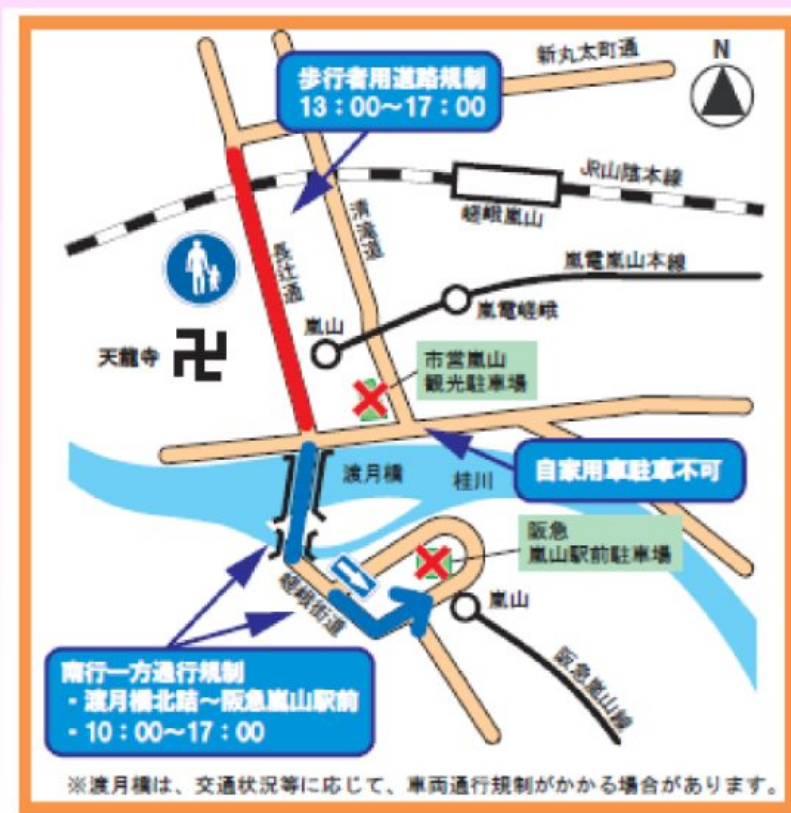 新丸太町通
N
歩行者用道路規制
13：00～17：00
JR山陰本線
嵯峨嵐山
清滝道
長辻通
嵐電嵐山本線
嵐電嵯峨
嵐山
天龍寺
市営嵐山
観光駐車場
渡月橋
桂川
自家用車駐車不可
阪急
嵐山駅前駐車場
嵯峨街道
嵐山
阪急嵐山線
南行一方通行規制
・渡月橋北詰～阪急嵐山駅前
・10：00～17：00
※渡月橋は、交通状況等に応じて、車両通行規制がかかる場合があります。